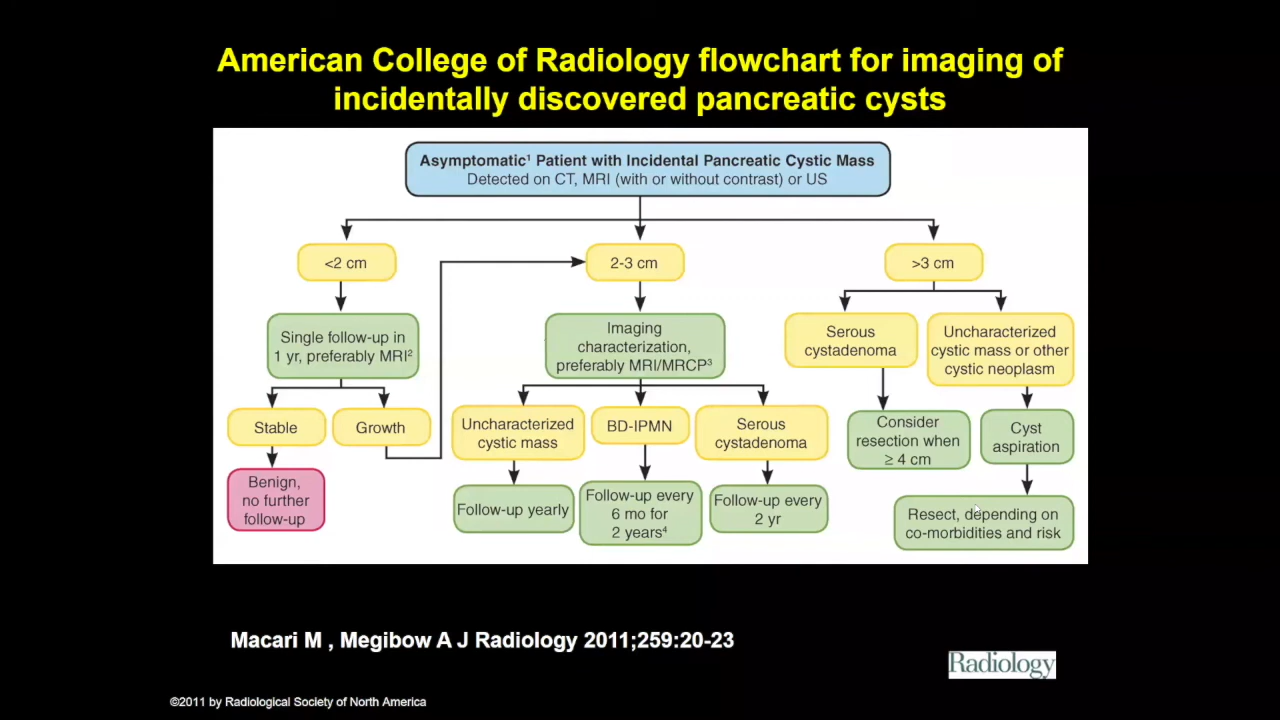 American College of Radiology flowchart for imaging of
incidentally discovered pancreatic cysts
Asymptomatic¹ Patient with Incidental Pancreatic Cystic Mass
Detected on CT, MRI (with or without contrast) or US
<2 cm
2-3 cm
>3 cm
Single follow-up in
1 yr, preferably MRI²
Imaging
characterization,
preferably MRI/MRCP³
Serous
cystadenoma
Uncharacterized
cystic mass or other
cystic neoplasm
Stable
Growth
Uncharacterized
cystic mass
BD-IPMN
Serous
cystadenoma
Consider
resection when
≥ 4 cm
Cyst
aspiration
Benign,
no further
follow-up
Follow-up yearly
Follow-up every
6 mo for
2 years⁴
Follow-up every
2 yr
Resect, depending on
co-morbidities and risk
Macari M , Megibow A J Radiology 2011;259:20-23
Radiology
©2011 by Radiological Society of North America